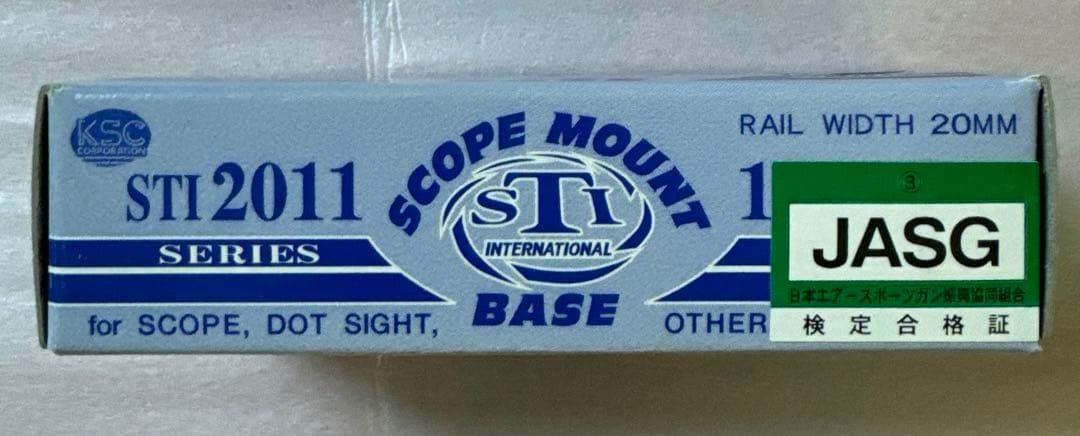 KSC
CORPORATION
STI 2011
SERIES
SCOPE MOUNT
STI
INTERNATIONAL
BASE
RAIL WIDTH 20MM
for SCOPE, DOT SIGHT,
OTHER
③
JASG
日本エアースポーツガン振興協同組合
検定合格証